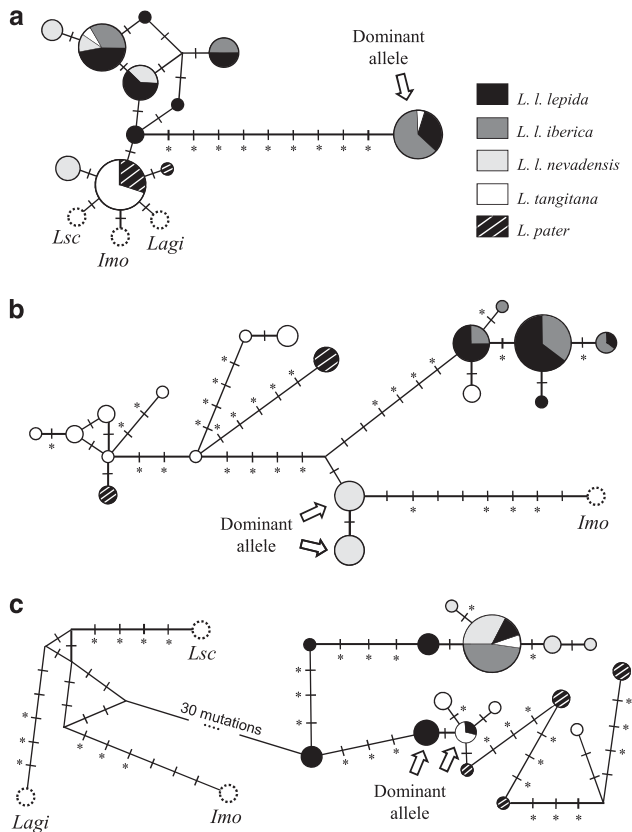 a
Dominant
allele
L. l. lepida
L. l. iberica
L. l. nevadensis
L. tangitana
L. pater
* * * * * * * * *
Lsc
Imo
Lagi
b
Dominant
allele
Imo
c
Lsc
30 mutations
Lagi
Imo
Dominant
allele